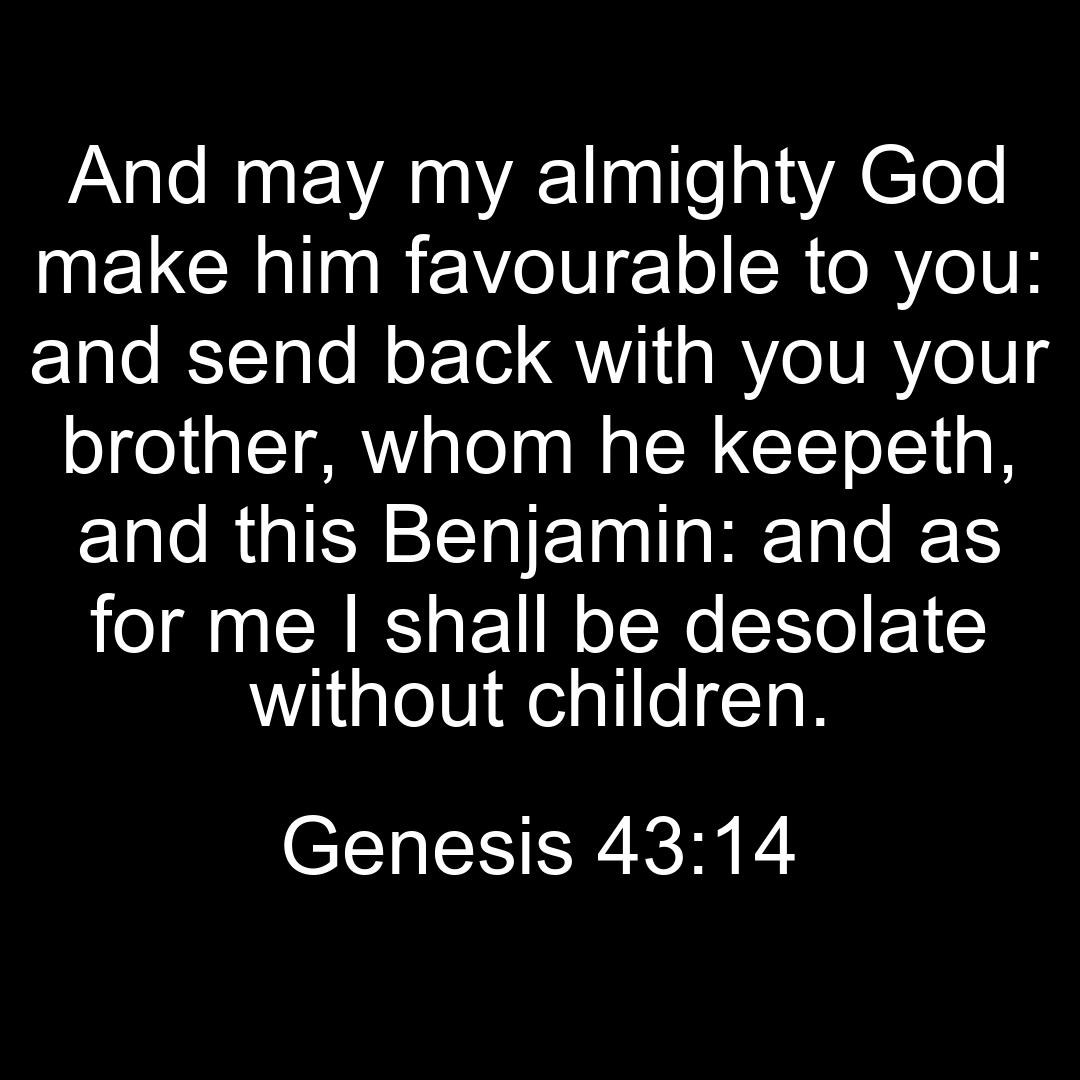 And may my almighty God
make him favourable to you:
and send back with you your
brother, whom he keepeth,
and this Benjamin: and as
for me I shall be desolate
without children.
Genesis 43:14